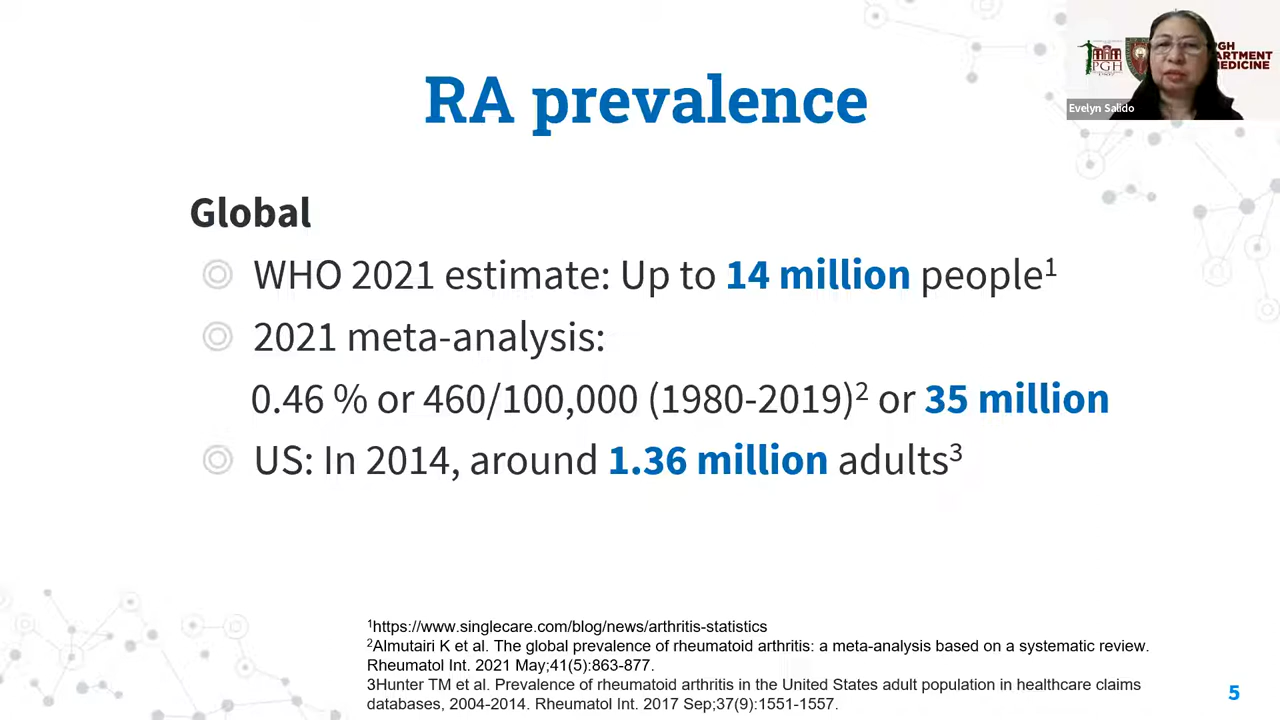 RA prevalence
PGH
Evelyn Salido
Global
WHO 2021 estimate: Up to 14 million people¹
2021 meta-analysis:
0.46 % or 460/100,000 (1980-2019)² or 35 million
US: In 2014, around 1.36 million adults³
¹https://www.singlecare.com/blog/news/arthritis-statistics
²Almutairi K et al. The global prevalence of rheumatoid arthritis: a meta-analysis based on a systematic review.
Rheumatol Int. 2021 May;41(5):863-877.
3Hunter TM et al. Prevalence of rheumatoid arthritis in the United States adult population in healthcare claims
databases, 2004-2014. Rheumatol Int. 2017 Sep;37(9):1551-1557.
5